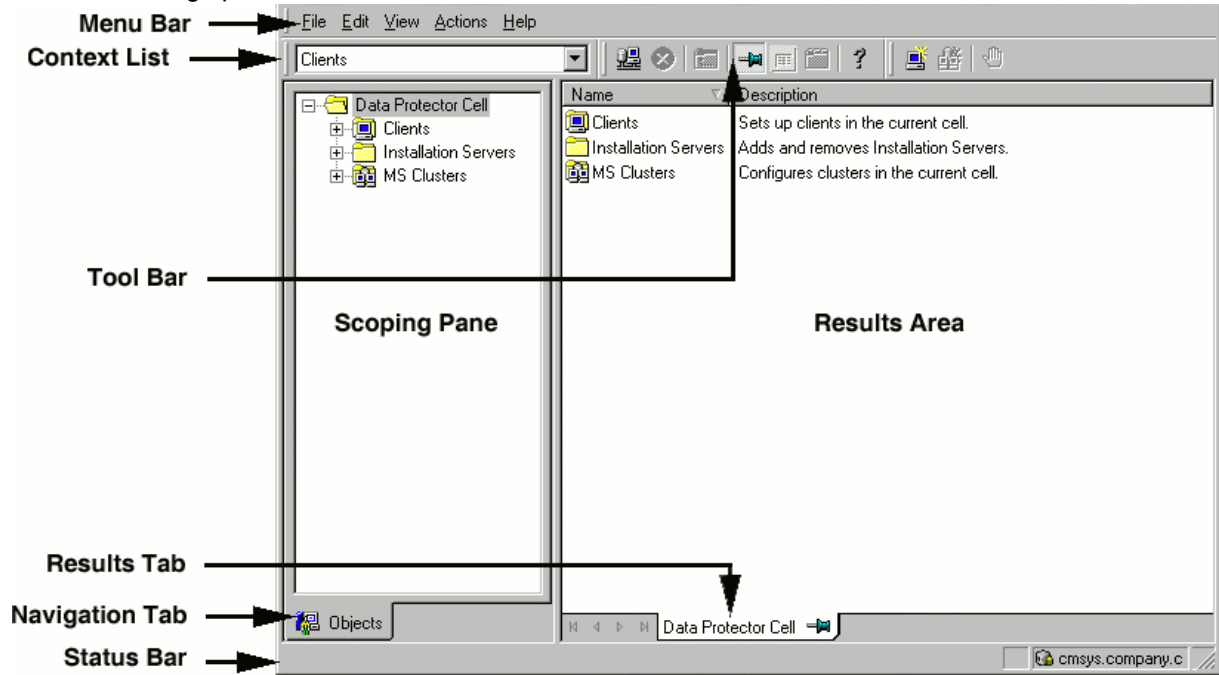 Menu Bar
File Edit View Actions Help
Context List
Clients
?
Name Description
Data Protector Cell
Clients
Installation Servers
MS Clusters
Clients Sets up clients in the current cell.
Installation Servers Adds and removes Installation Servers.
MS Clusters Configures clusters in the current cell.
Tool Bar
Scoping Pane
Results Area
Results Tab
Navigation Tab
Objects
Data Protector Cell
Status Bar
cmsys.company.c